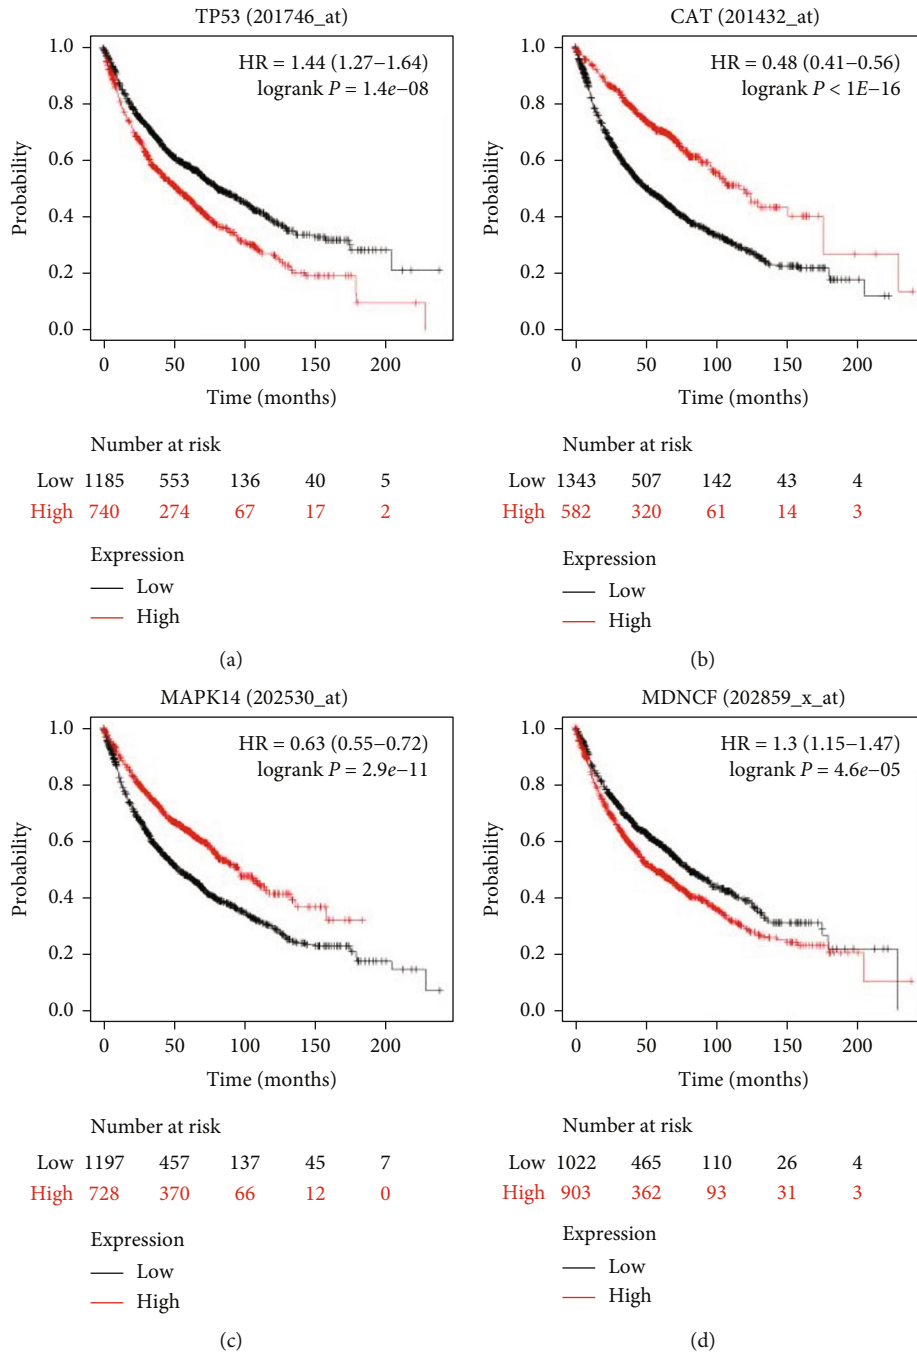 TP53 (201746_at)
HR = 1.44 (1.27−1.64)
logrank P = 1.4e−08
Probability
1.0
0.8
0.6
0.4
0.2
0.0
0 50 100 150 200
Time (months)
Number at risk
Low 1185 553 136 40 5
High 740 274 67 17 2
Expression
Low
High
(a)
CAT (201432_at)
HR = 0.48 (0.41−0.56)
logrank P < 1E−16
Probability
1.0
0.8
0.6
0.4
0.2
0.0
0 50 100 150 200
Time (months)
Number at risk
Low 1343 507 142 43 4
High 582 320 61 14 3
Expression
Low
High
(b)
MAPK14 (202530_at)
HR = 0.63 (0.55−0.72)
logrank P = 2.9e−11
Probability
1.0
0.8
0.6
0.4
0.2
0.0
0 50 100 150 200
Time (months)
Number at risk
Low 1197 457 137 45 7
High 728 370 66 12 0
Expression
Low
High
(c)
MDNCF (202859_x_at)
HR = 1.3 (1.15−1.47)
logrank P = 4.6e−05
Probability
1.0
0.8
0.6
0.4
0.2
0.0
0 50 100 150 200
Time (months)
Number at risk
Low 1022 465 110 26 4
High 903 362 93 31 3
Expression
Low
High
(d)